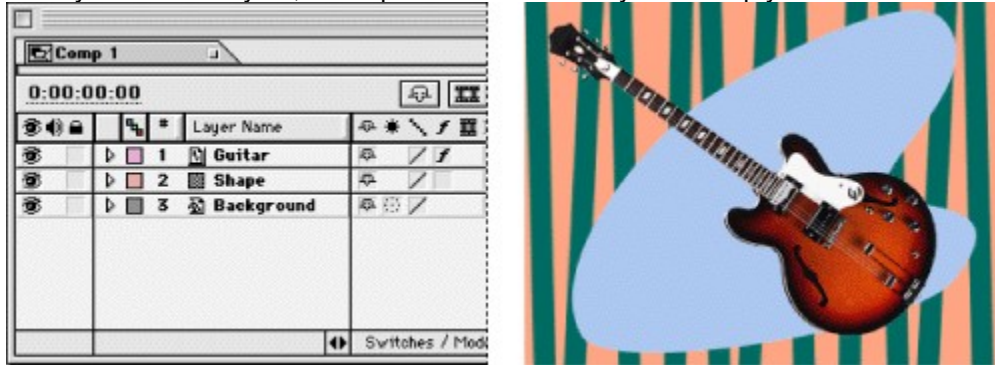 Comp 1
0:00:00:00
# Layer Name
1 Guitar
2 Shape
3 Background
Switches / Mod